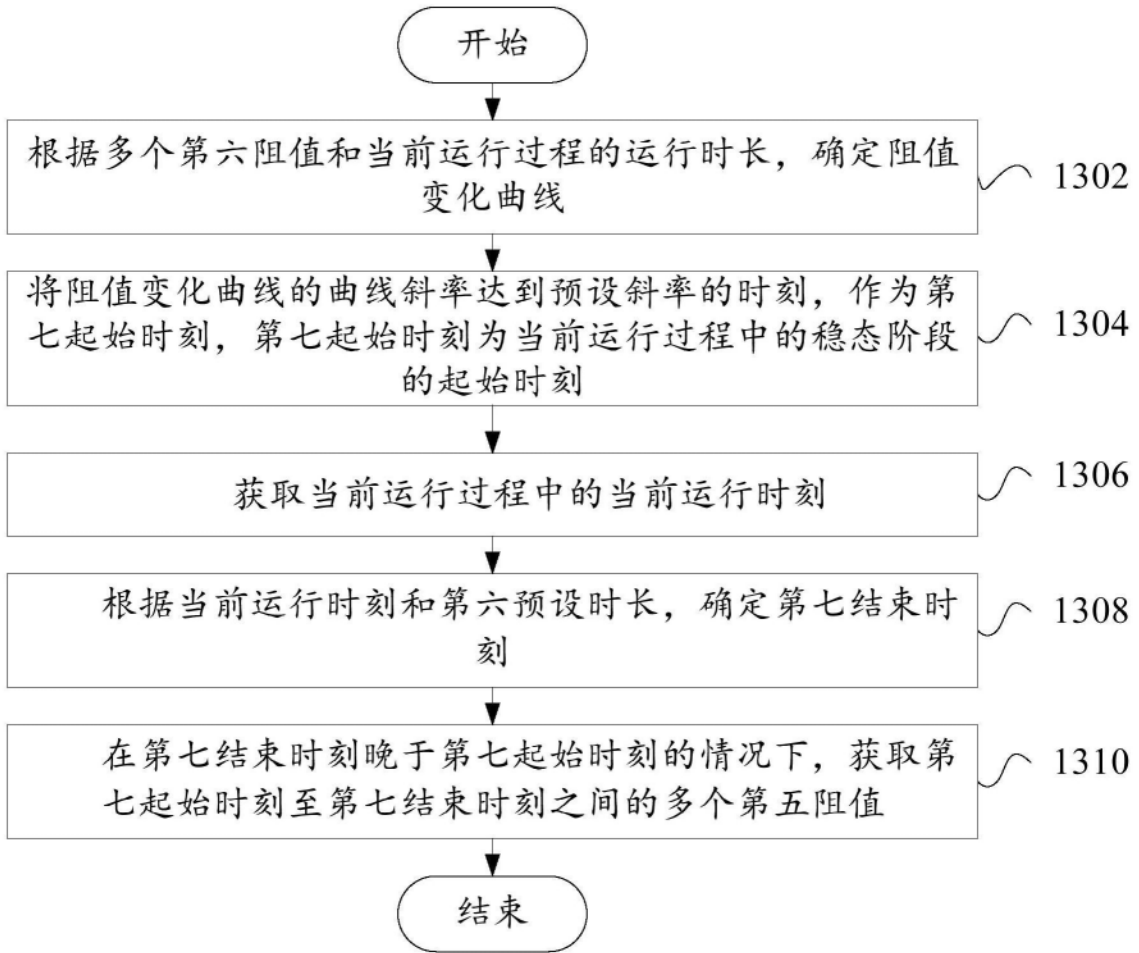 开始
根据多个第六阻值和当前运行过程的运行时长，确定阻值
变化曲线
1302
将阻值变化曲线的曲线斜率达到预设斜率的时刻，作为第
七起始时刻，第七起始时刻为当前运行过程中的稳态阶段
的起始时刻
1304
获取当前运行过程中的当前运行时刻
1306
根据当前运行时刻和第六预设时长，确定第七结束时
刻
1308
在第七结束时刻晚于第七起始时刻的情况下，获取第
七起始时刻至第七结束时刻之间的多个第五阻值
1310
结束